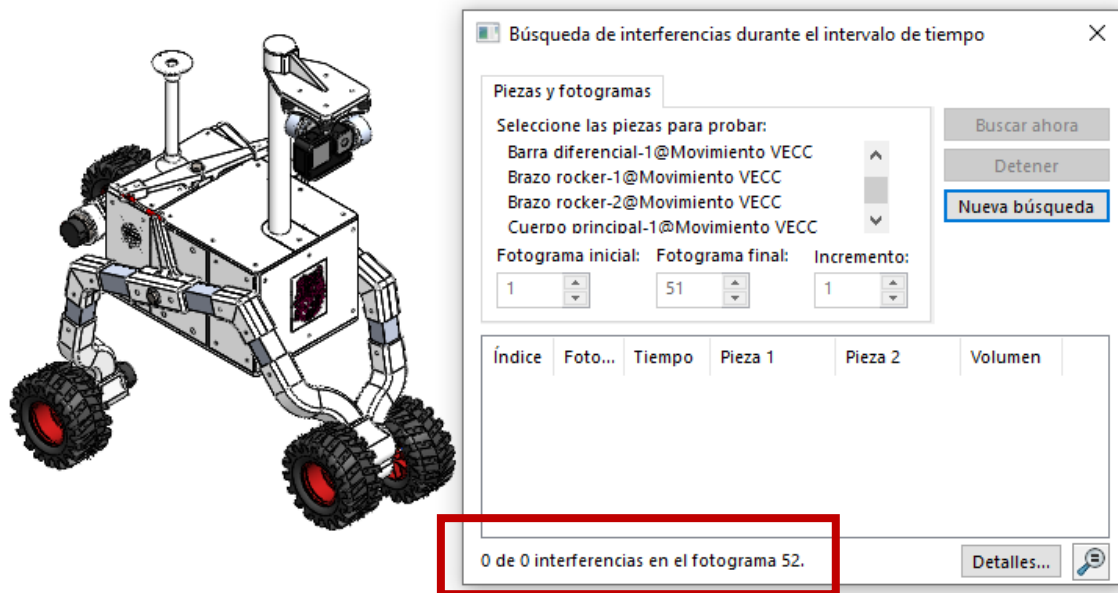 Búsqueda de interferencias durante el intervalo de tiempo
Piezas y fotogramas
Seleccione las piezas para probar:
Barra diferencial-1@Movimiento VECC
Brazo rocker-1@Movimiento VECC
Brazo rocker-2@Movimiento VECC
Cuerpo principal-1@Movimiento VECC
Fotograma inicial: Fotograma final: Incremento:
1 51 1
Buscar ahora
Detener
Nueva búsqueda
Índice Foto... Tiempo Pieza 1 Pieza 2 Volumen
0 de 0 interferencias en el fotograma 52.
Detalles...